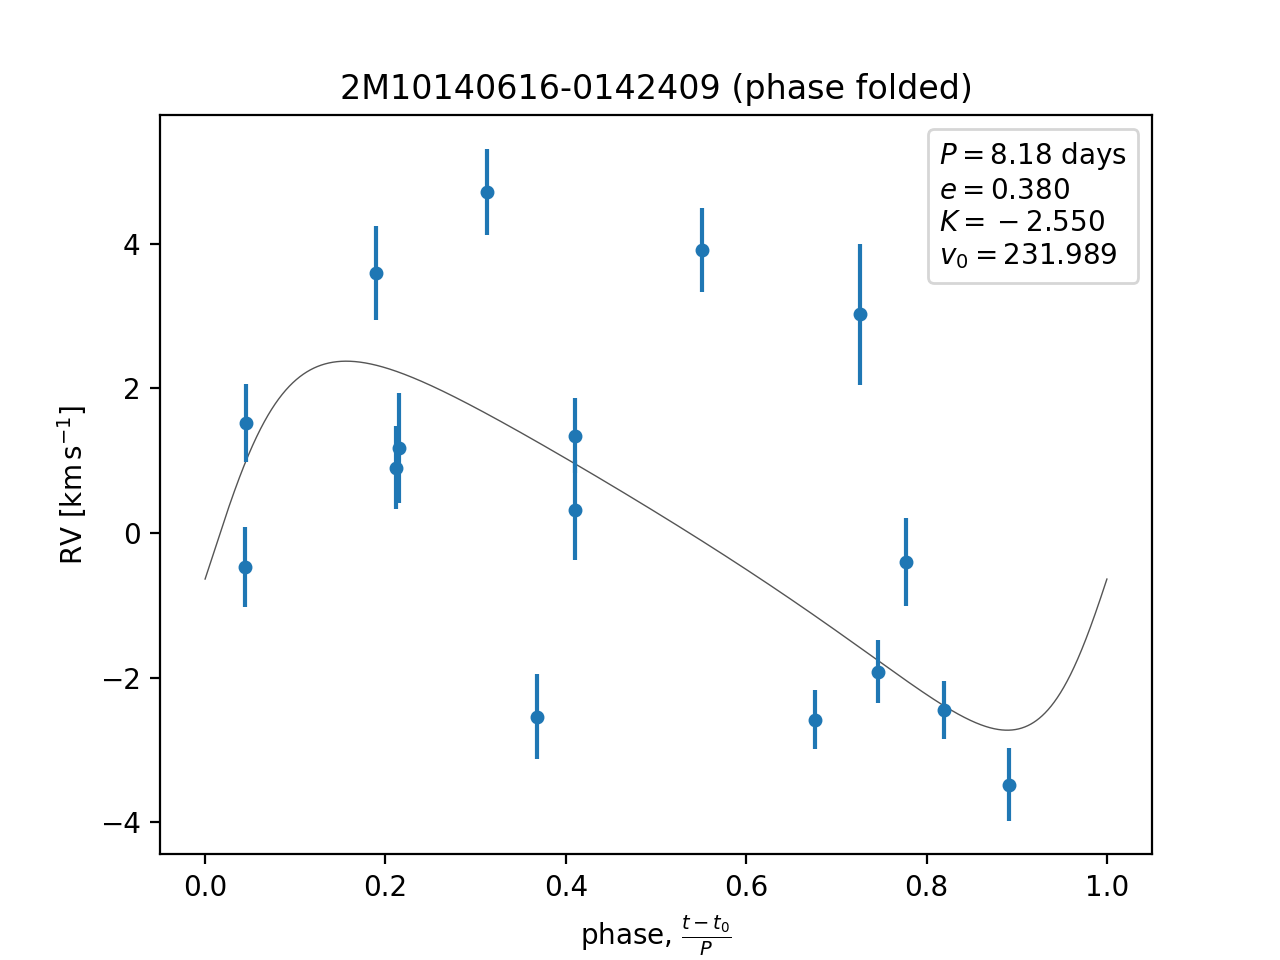 2M10140616-0142409 (phase folded)
P = 8.18 days
e = 0.380
K = −2.550
v₀ = 231.989
RV [km s⁻¹]
4
2
0
−2
−4
0.0 0.2 0.4 0.6 0.8 1.0
phase, (t − t₀)/P